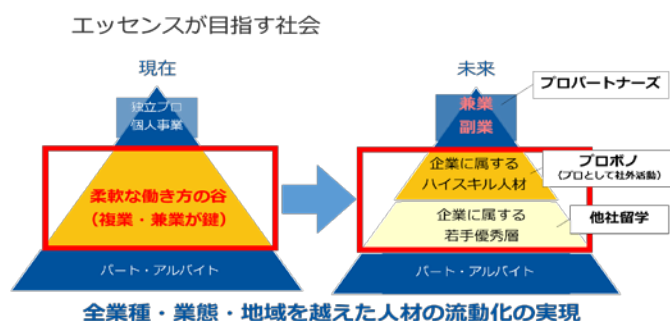 エッセンスが目指す社会
現在
独立プロ
個人事業
柔軟な働き方の谷
(複業・兼業が鍵)
パート・アルバイト
未来
兼業
副業
プロパートナーズ
企業に属する
ハイスキル人材
プロボノ
(プロとして社外活動)
企業に属する
若手優秀層
他社留学
パート・アルバイト
全業種・業態・地域を越えた人材の流動化の実現